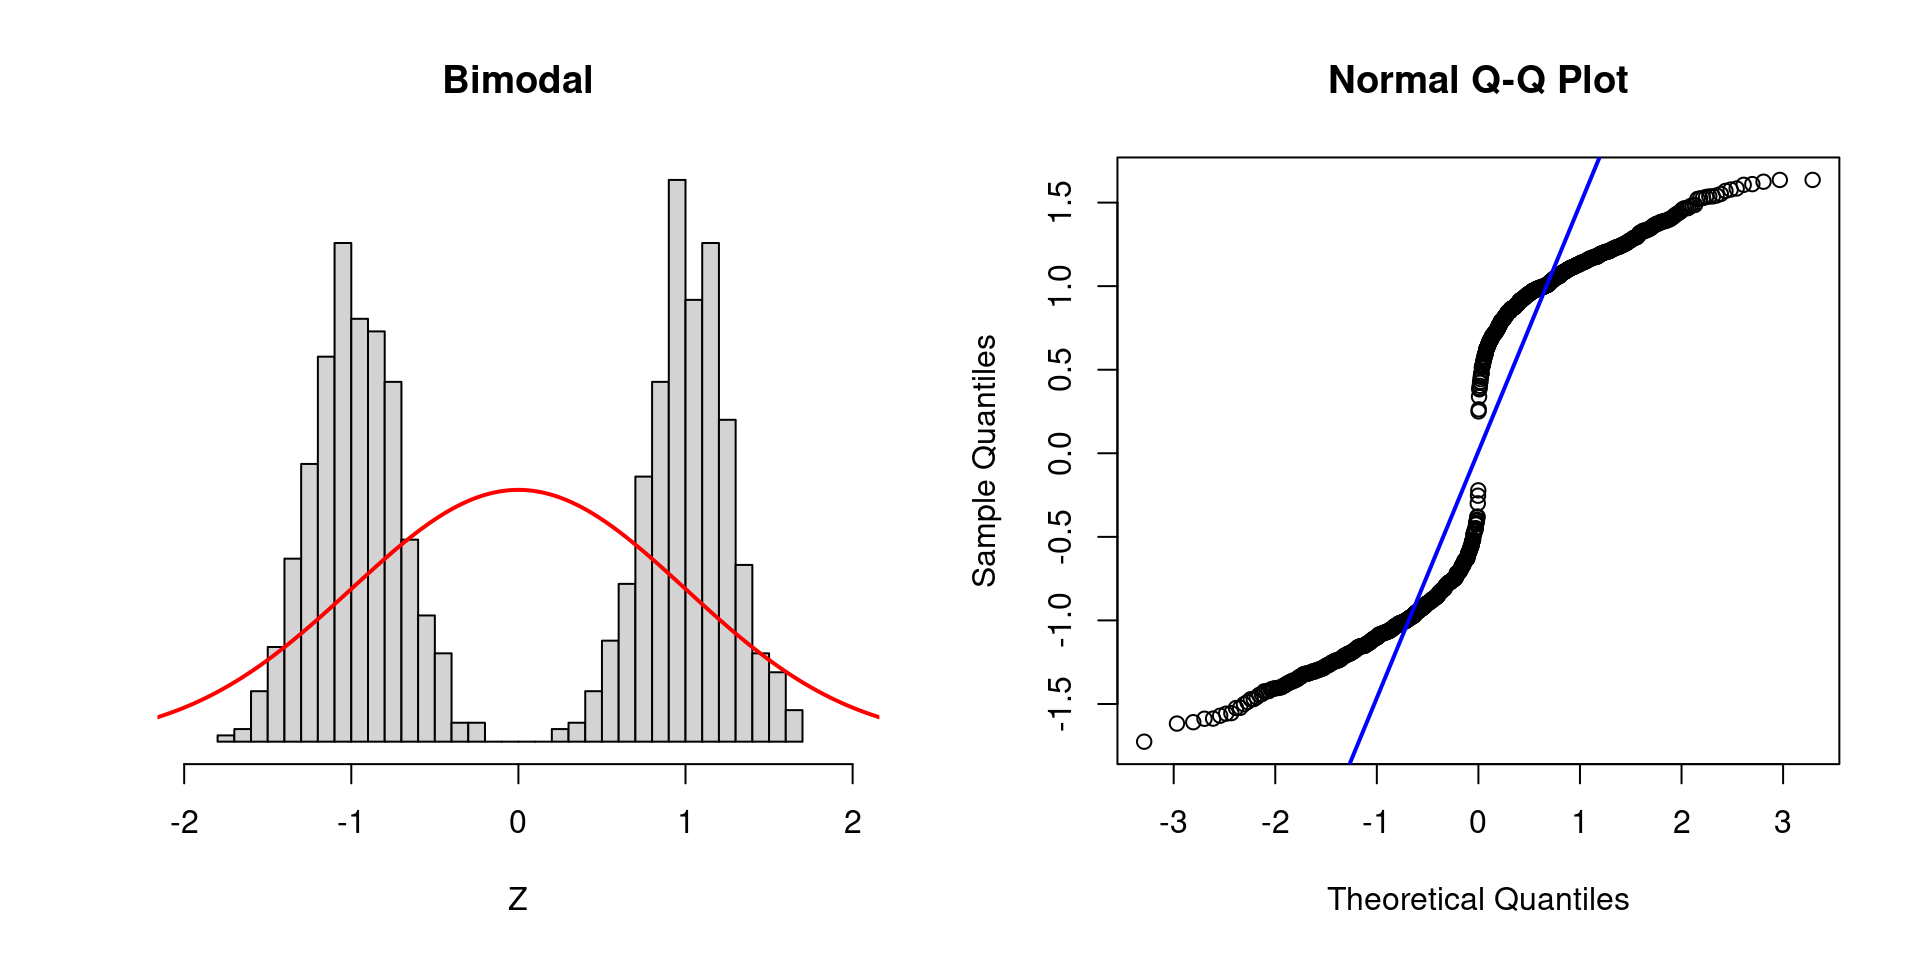 Bimodal
-2 -1 0 1 2
Z
Normal Q-Q Plot
Sample Quantiles
-1.5 -1.0 -0.5 0.0 0.5 1.0 1.5
-3 -2 -1 0 1 2 3
Theoretical Quantiles